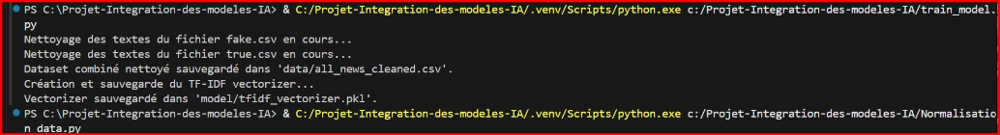 PS C:\Projet-Integration-des-modeles-IA> & C:/Projet-Integration-des-modeles-IA/.venv/Scripts/python.exe c:/Projet-Integration-des-modeles-IA/train_model.
py
Nettoyage des textes du fichier fake.csv en cours...
Nettoyage des textes du fichier true.csv en cours...
Dataset combiné nettoyé sauvegardé dans 'data/all_news_cleaned.csv'.
Création et sauvegarde du TF-IDF vectorizer...
Vectorizer sauvegardé dans 'model/tfidf_vectorizer.pkl'.
PS C:\Projet-Integration-des-modeles-IA> & C:/Projet-Integration-des-modeles-IA/.venv/Scripts/python.exe c:/Projet-Integration-des-modeles-IA/Normalisatio
n data.py